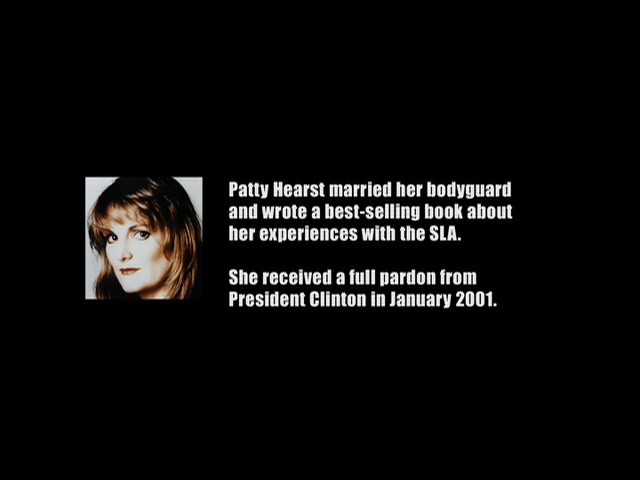 Patty Hearst married her bodyguard
and wrote a best-selling book about
her experiences with the SLA.
She received a full pardon from
President Clinton in January 2001.